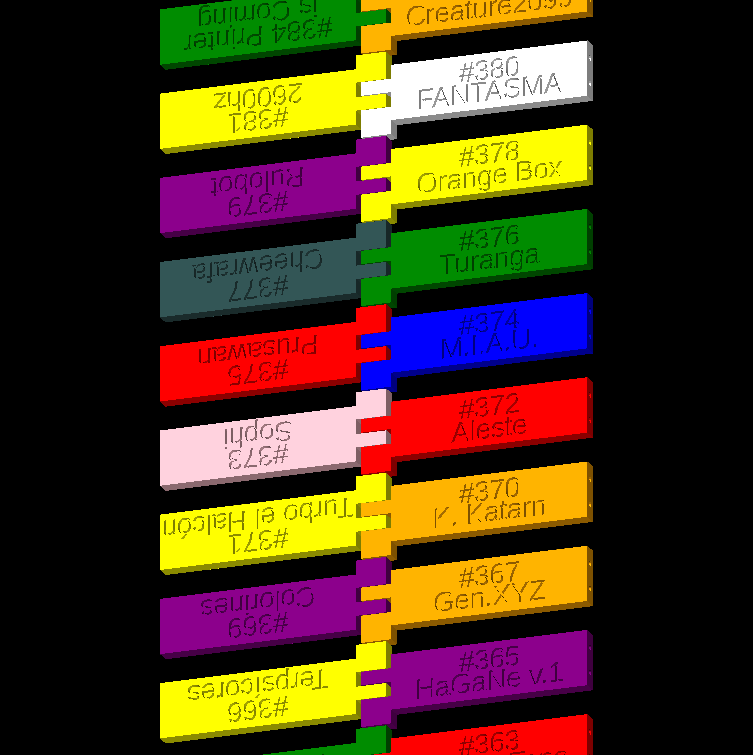 #384 Printer
is Coming
Creature2095
#381
2600hz
#380
FANTASMA
#379
Rulobot
#378
Orange Box
#377
Cheewrafa
#376
Turanga
#375
Prusawan
#374
M.I.A.U.
#373
Sophi
#372
Aleste
#371
Turbo el Halcón
#370
K. Katarn
#369
Colorines
#367
Gen.XYZ
#366
Terpsícores
#365
HaGaNe v.1
#363